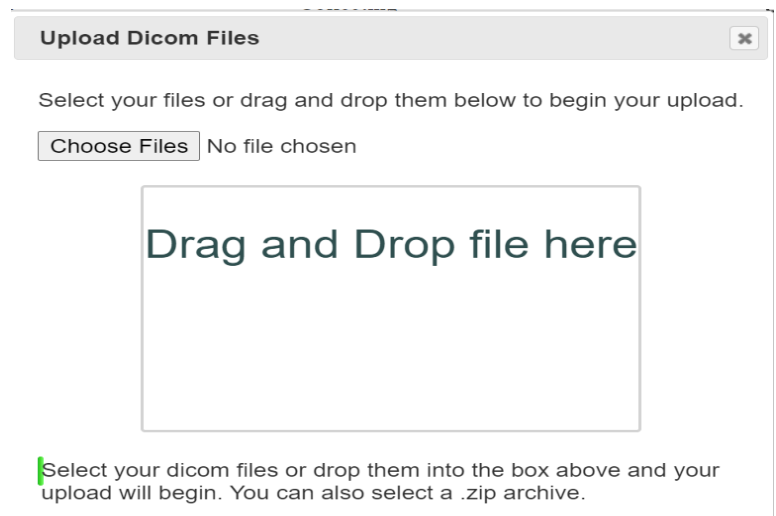 Upload Dicom Files
Select your files or drag and drop them below to begin your upload.
Choose Files No file chosen
Drag and Drop file here
Select your dicom files or drop them into the box above and your
upload will begin. You can also select a .zip archive.